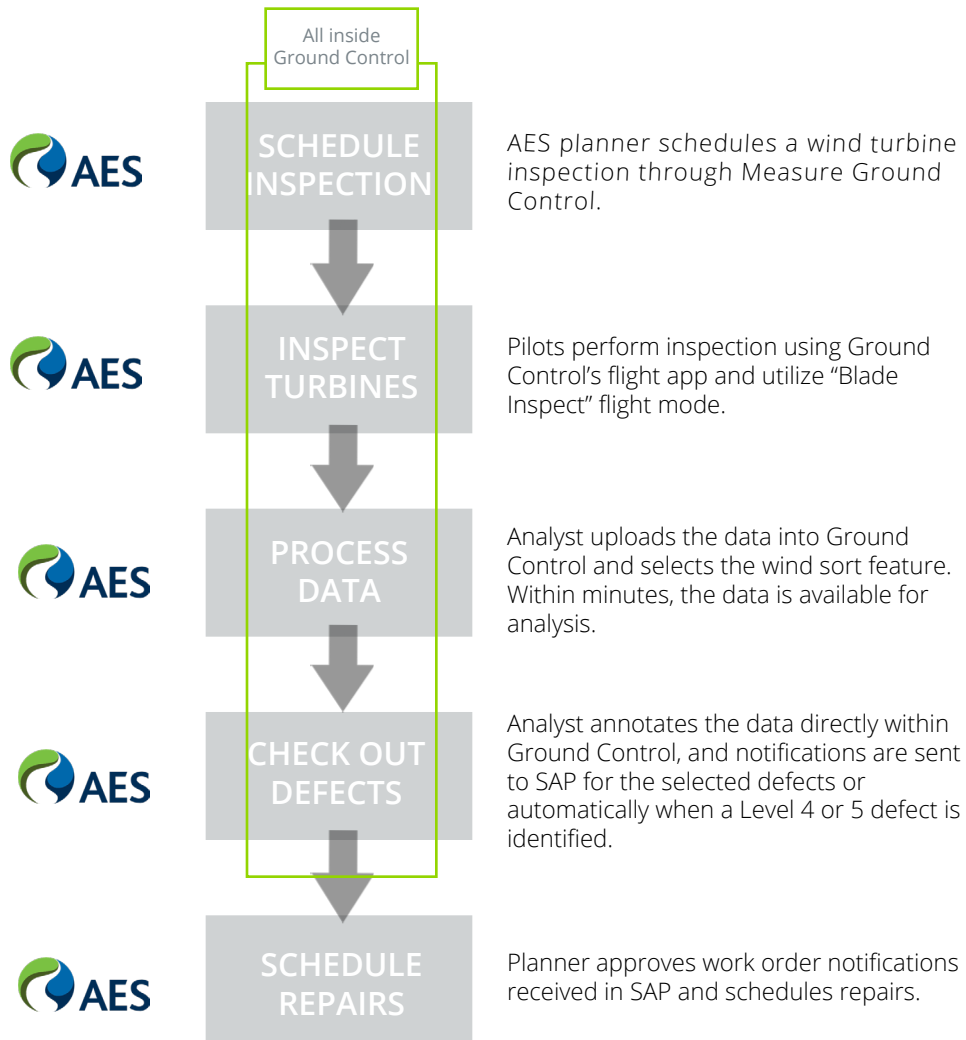 All inside
Ground Control
AES
SCHEDULE
INSPECTION
AES planner schedules a wind turbine
inspection through Measure Ground
Control.
AES
INSPECT
TURBINES
Pilots perform inspection using Ground
Control’s flight app and utilize “Blade
Inspect” flight mode.
AES
PROCESS
DATA
Analyst uploads the data into Ground
Control and selects the wind sort feature.
Within minutes, the data is available for
analysis.
AES
CHECK OUT
DEFECTS
Analyst annotates the data directly within
Ground Control, and notifications are sent
to SAP for the selected defects or
automatically when a Level 4 or 5 defect is
identified.
AES
SCHEDULE
REPAIRS
Planner approves work order notifications
received in SAP and schedules repairs.